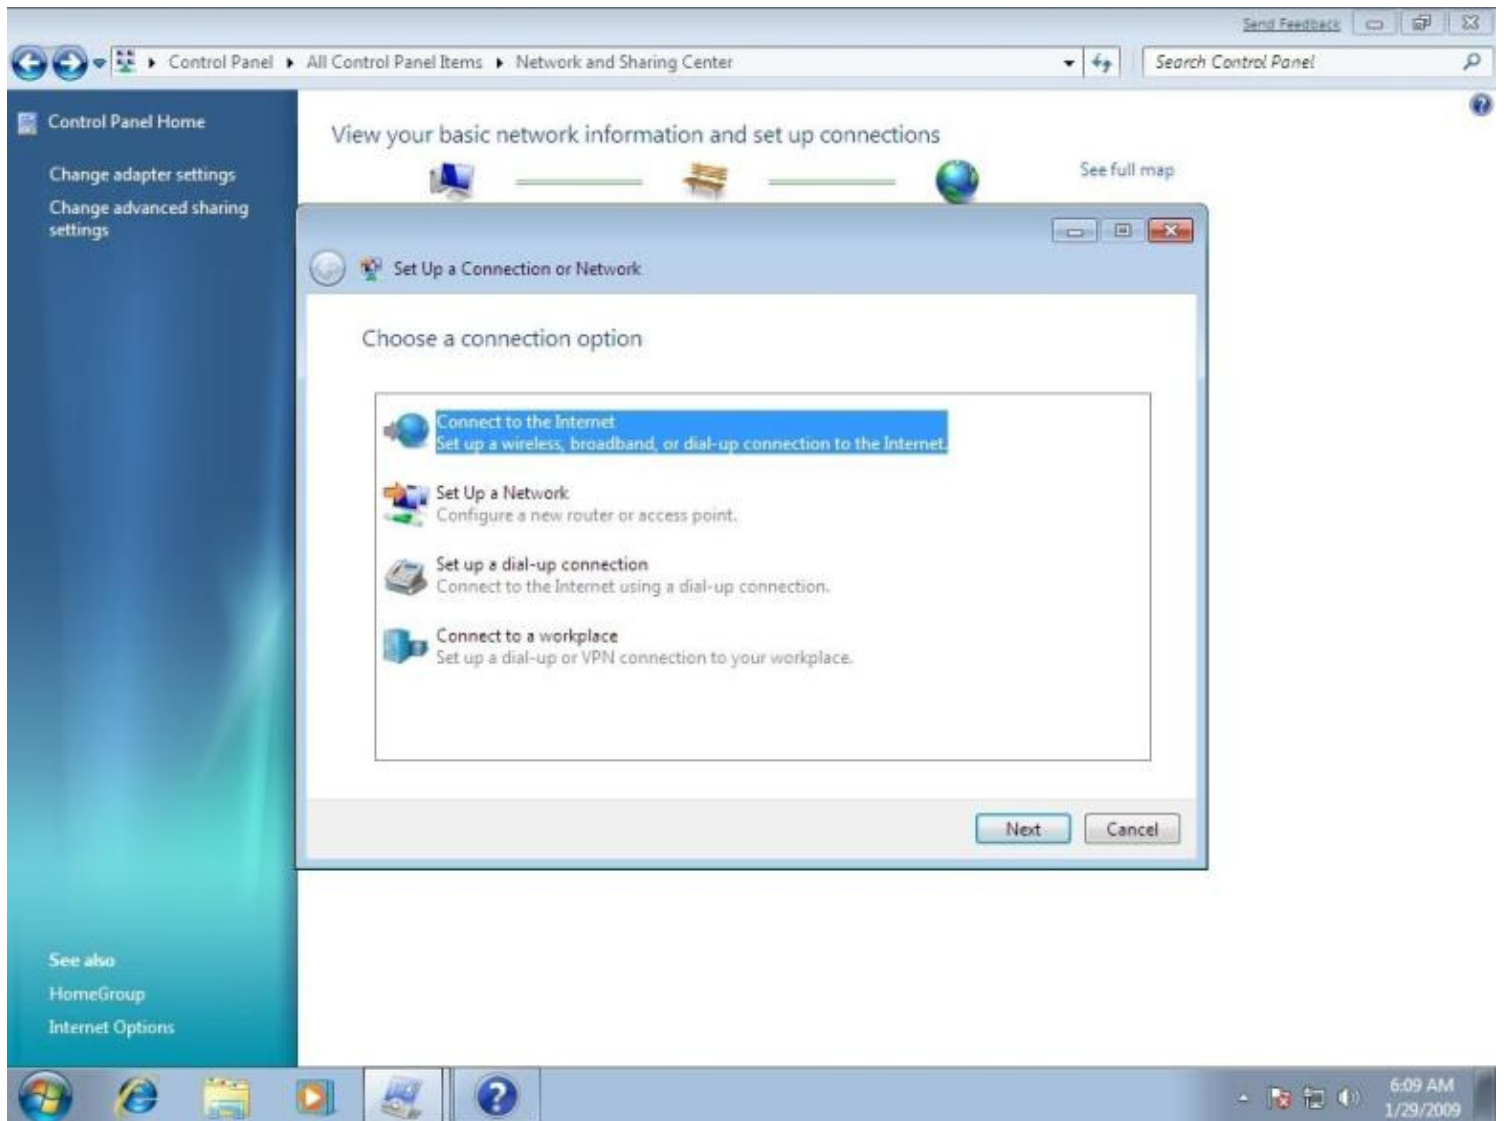 Send Feedback
Control Panel ▸ All Control Panel Items ▸ Network and Sharing Center
Search Control Panel
Control Panel Home
Change adapter settings
Change advanced sharing
settings
View your basic network information and set up connections
See full map
Set Up a Connection or Network
Choose a connection option
Connect to the Internet
Set up a wireless, broadband, or dial-up connection to the Internet.
Set Up a Network
Configure a new router or access point.
Set up a dial-up connection
Connect to the Internet using a dial-up connection.
Connect to a workplace
Set up a dial-up or VPN connection to your workplace.
Next
Cancel
See also
HomeGroup
Internet Options
6:09 AM
1/29/2009